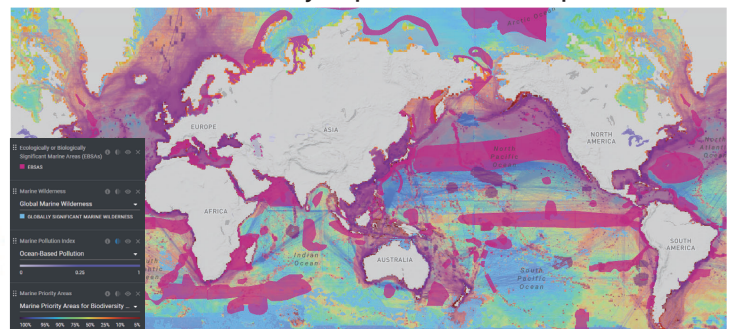 Arctic Ocean
EUROPE
ASIA
AFRICA
NORTH
AMERICA
North
Pacific
Ocean
Indian
Ocean
AUSTRALIA
South
Pacific
Ocean
SOUTH
AMERICA
Ecologically or Biologically
Significant Marine Areas (EBSAs)
EBSAS
Marine Wilderness
Global Marine Wilderness
GLOBALLY SIGNIFICANT MARINE WILDERNESS
Marine Pollution Index
Ocean-Based Pollution
0 0.25 1
Marine Priority Areas
Marine Priority Areas for Biodiversity ...
100% 95% 90% 75% 50% 25% 10% 5%